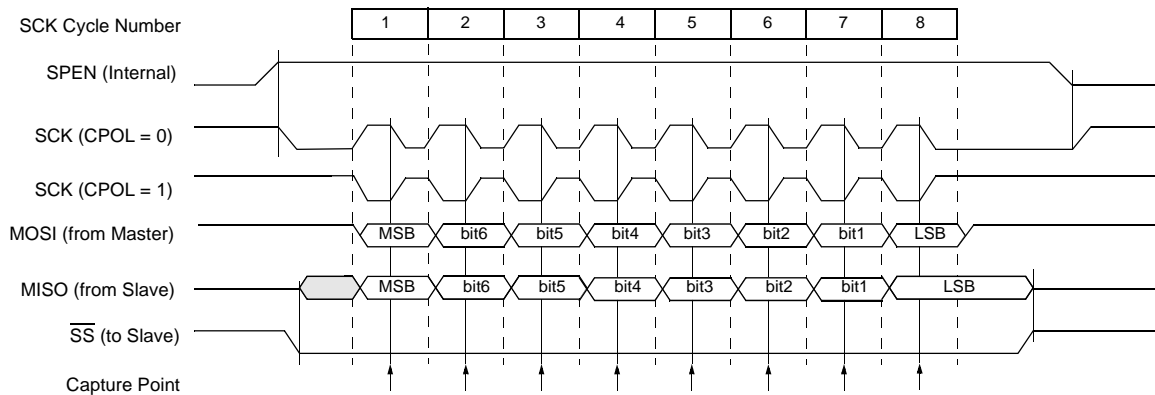 SCK Cycle Number 1 2 3 4 5 6 7 8
SPEN (Internal)
SCK (CPOL = 0)
SCK (CPOL = 1)
MOSI (from Master) MSB bit6 bit5 bit4 bit3 bit2 bit1 LSB
MISO (from Slave) MSB bit6 bit5 bit4 bit3 bit2 bit1 LSB
S̅S̅ (to Slave)
Capture Point